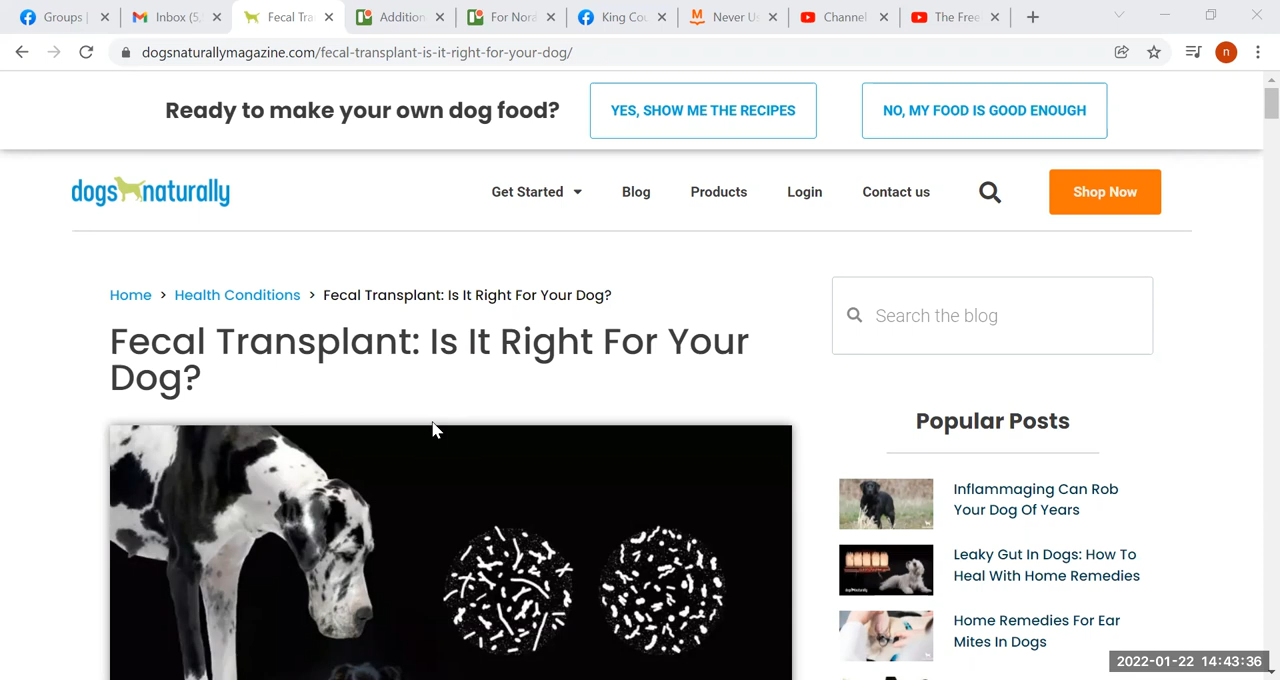 Groups
Inbox (5,
Fecal Tra
Addition
For Nora
King Cou
Never U
Channel
The Free
dogsnaturallymagazine.com/fecal-transplant-is-it-right-for-your-dog/
n
Ready to make your own dog food?
YES, SHOW ME THE RECIPES
NO, MY FOOD IS GOOD ENOUGH
dogs naturally
Get Started
Blog
Products
Login
Contact us
Shop Now
Home > Health Conditions > Fecal Transplant: Is It Right For Your Dog?
Fecal Transplant: Is It Right For Your
Dog?
Search the blog
Popular Posts
Inflammaging Can Rob
Your Dog Of Years
Leaky Gut In Dogs: How To
Heal With Home Remedies
Home Remedies For Ear
Mites In Dogs
2022-01-22 14:43:36